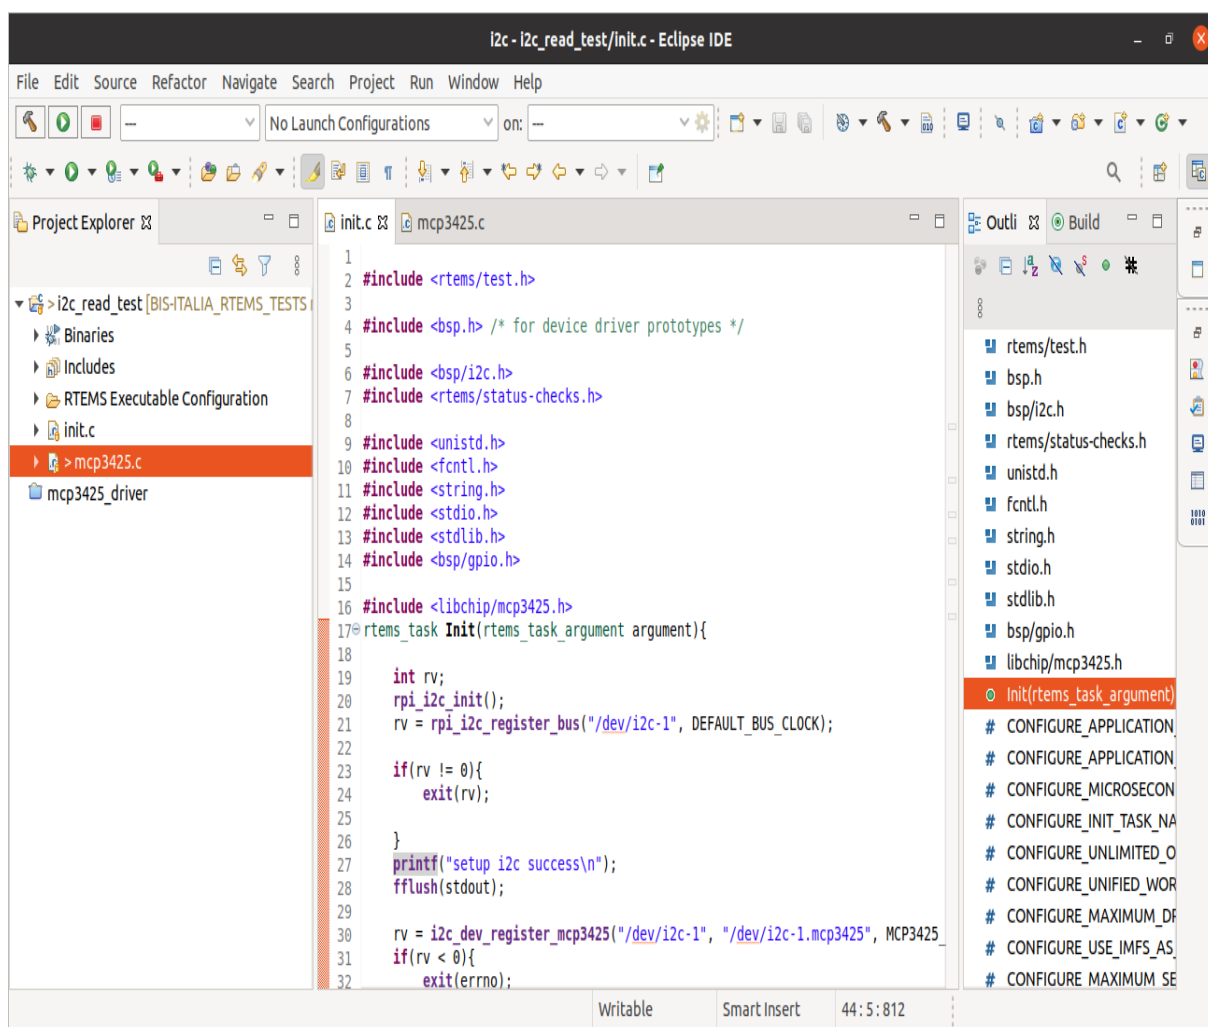 i2c - i2c_read_test/init.c - Eclipse IDE
File Edit Source Refactor Navigate Search Project Run Window Help
--- No Launch Configurations on: ---
Project Explorer
i2c_read_test [BIS-ITALIA_RTEMS_TESTS
Binaries
Includes
RTEMS Executable Configuration
init.c
> mcp3425.c
mcp3425_driver
init.c mcp3425.c
1
2 #include <rtems/test.h>
3
4 #include <bsp.h> /* for device driver prototypes */
5
6 #include <bsp/i2c.h>
7 #include <rtems/status-checks.h>
8
9 #include <unistd.h>
10 #include <fcntl.h>
11 #include <string.h>
12 #include <stdio.h>
13 #include <stdlib.h>
14 #include <bsp/gpio.h>
15
16 #include <libchip/mcp3425.h>
17 rtems_task Init(rtems_task_argument argument){
18
19 int rv;
20 rpi_i2c_init();
21 rv = rpi_i2c_register_bus("/dev/i2c-1", DEFAULT_BUS_CLOCK);
22
23 if(rv != 0){
24 exit(rv);
25
26 }
27 printf("setup i2c success\n");
28 fflush(stdout);
29
30 rv = i2c_dev_register_mcp3425("/dev/i2c-1", "/dev/i2c-1.mcp3425", MCP3425_
31 if(rv < 0){
32 exit(errno);
Outli Build
rtems/test.h
bsp.h
bsp/i2c.h
rtems/status-checks.h
unistd.h
fcntl.h
string.h
stdio.h
stdlib.h
bsp/gpio.h
libchip/mcp3425.h
Init(rtems_task_argument)
# CONFIGURE_APPLICATION_
# CONFIGURE_APPLICATION_
# CONFIGURE_MICROSECON
# CONFIGURE_INIT_TASK_NA
# CONFIGURE_UNLIMITED_O
# CONFIGURE_UNIFIED_WOR
# CONFIGURE_MAXIMUM_DR
# CONFIGURE_USE_IMFS_AS_
# CONFIGURE_MAXIMUM_SE
Writable Smart Insert 44 : 5 : 812